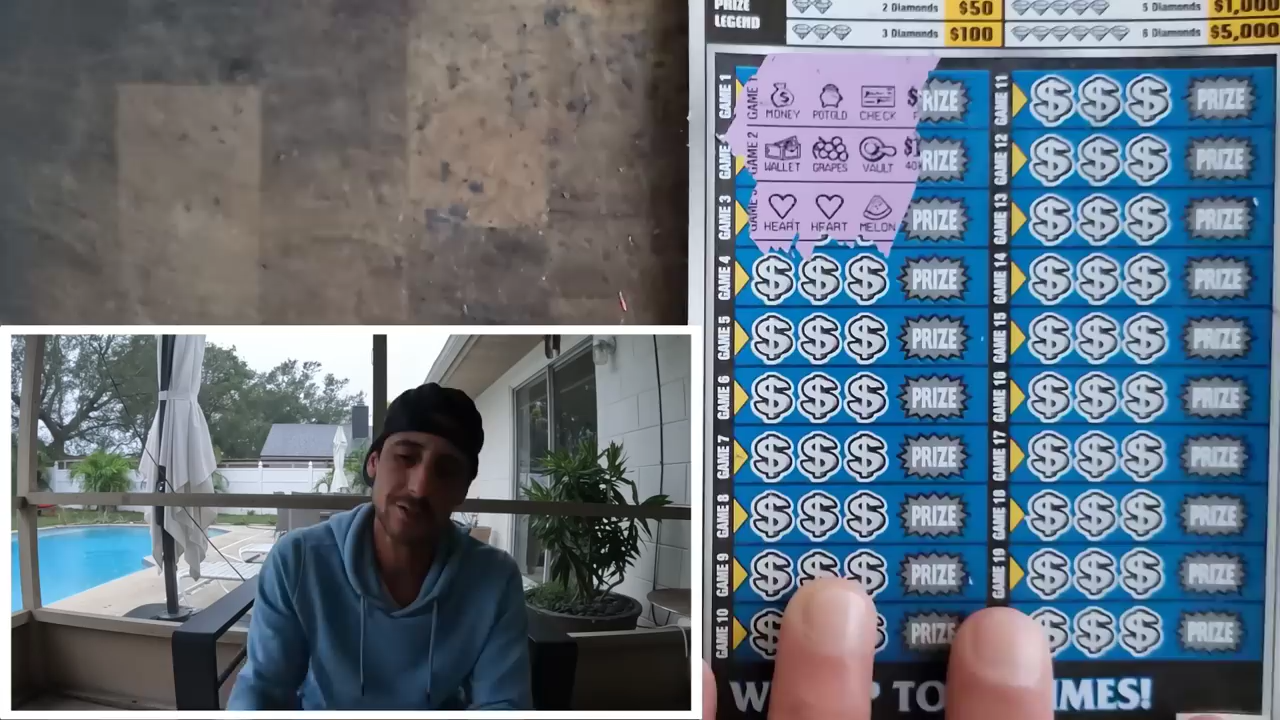 PRIZE LEGEND
2 Diamonds $50 5 Diamonds $1,000
3 Diamonds $100 6 Diamonds $5,000
GAME 1 MONEY POTGLD CHECK PRIZE
GAME 2 WALLET GRAPES VAULT PRIZE
GAME 3 HEART HEART MELON PRIZE
GAME 4 $ $ $ PRIZE
GAME 5 $ $ $ PRIZE
GAME 6 $ $ $ PRIZE
GAME 7 $ $ $ PRIZE
GAME 8 $ $ $ PRIZE
GAME 9 $ $ $ PRIZE
GAME 10 $ PRIZE
GAME 11 $ $ $ PRIZE
GAME 12 $ $ $ PRIZE
GAME 13 $ $ $ PRIZE
GAME 14 $ $ $ PRIZE
GAME 15 $ $ $ PRIZE
GAME 16 $ $ $ PRIZE
GAME 17 $ $ $ PRIZE
GAME 18 $ $ $ PRIZE
GAME 19 $ $ $ PRIZE
$ $ $ PRIZE
TO